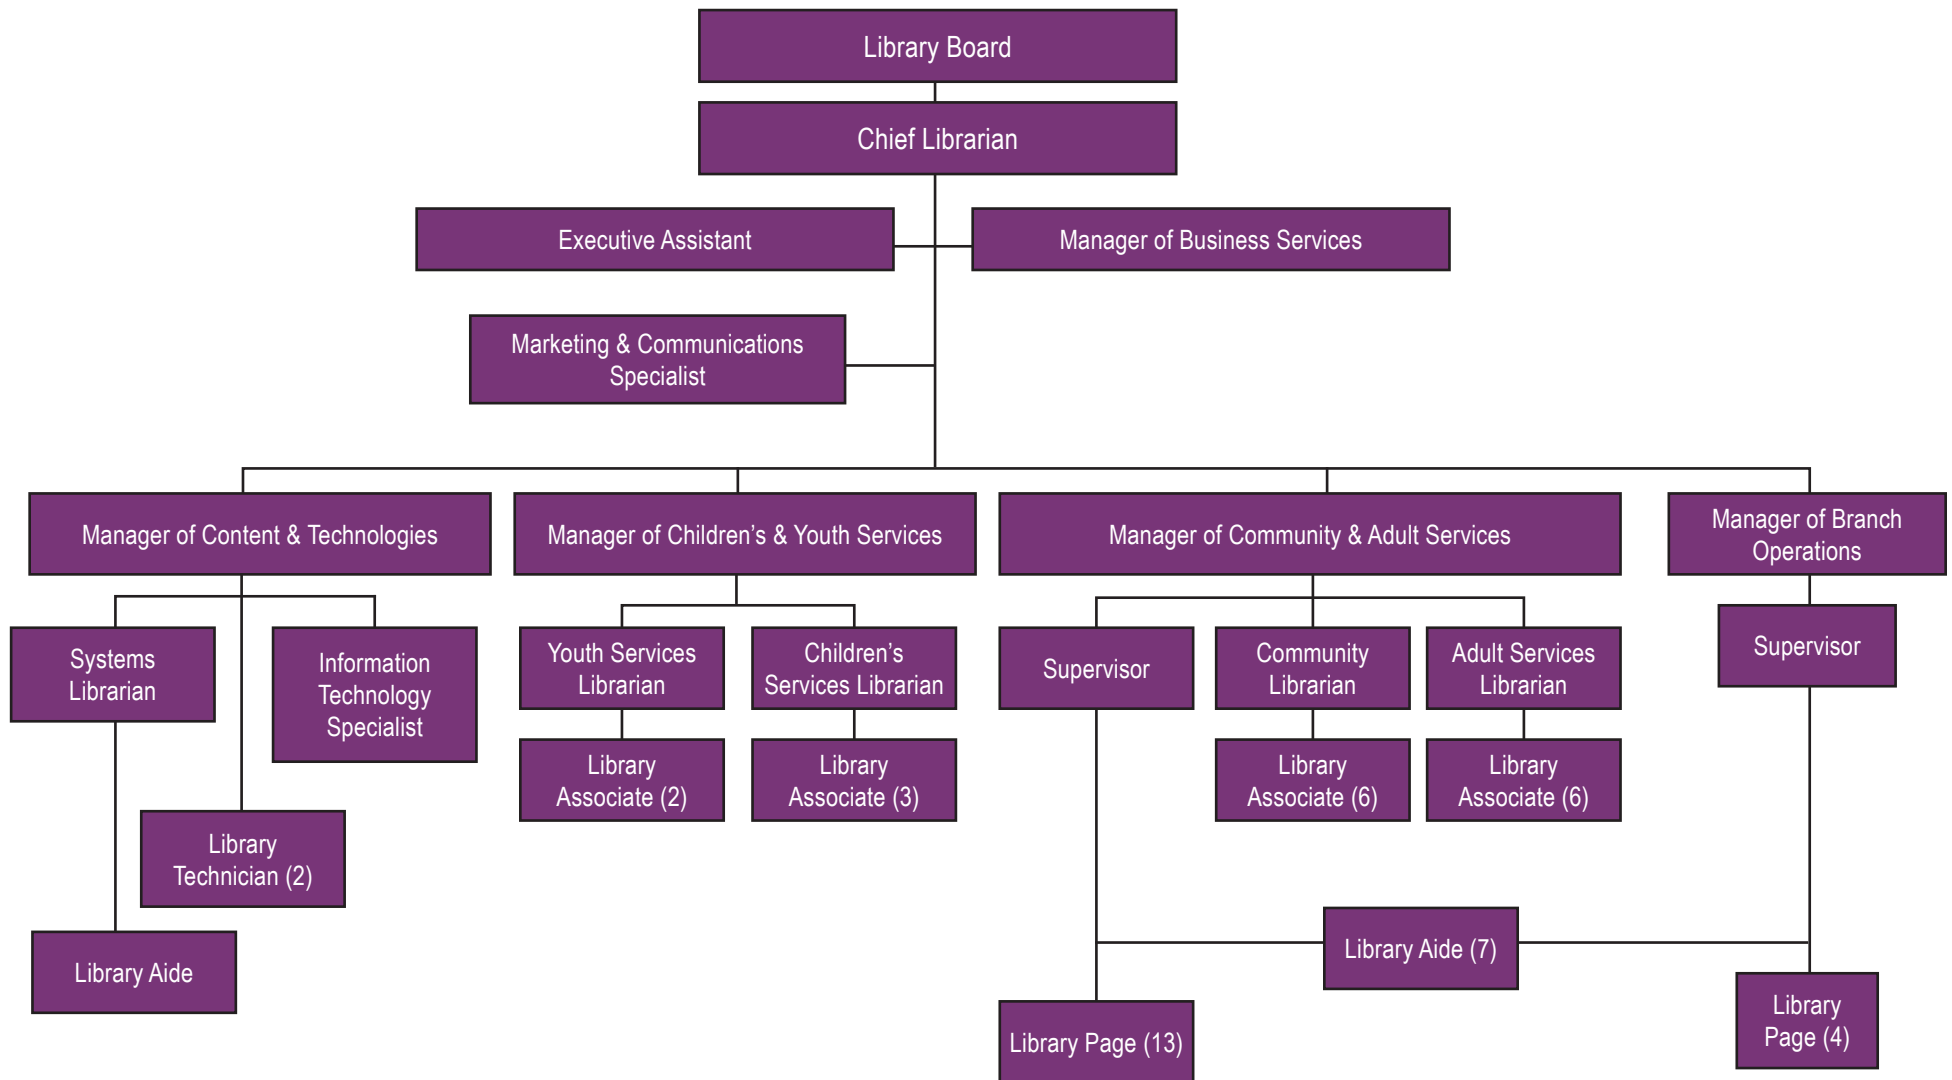 Library Board
Chief Librarian
Executive Assistant
Manager of Business Services
Marketing & Communications
Specialist
Manager of Content & Technologies
Manager of Children’s & Youth Services
Manager of Community & Adult Services
Manager of Branch
Operations
Systems
Librarian
Information
Technology
Specialist
Youth Services
Librarian
Children’s
Services Librarian
Supervisor
Community
Librarian
Adult Services
Librarian
Supervisor
Library
Associate (2)
Library
Associate (3)
Library
Associate (6)
Library
Associate (6)
Library
Technician (2)
Library Aide
Library Aide (7)
Library Page (13)
Library
Page (4)